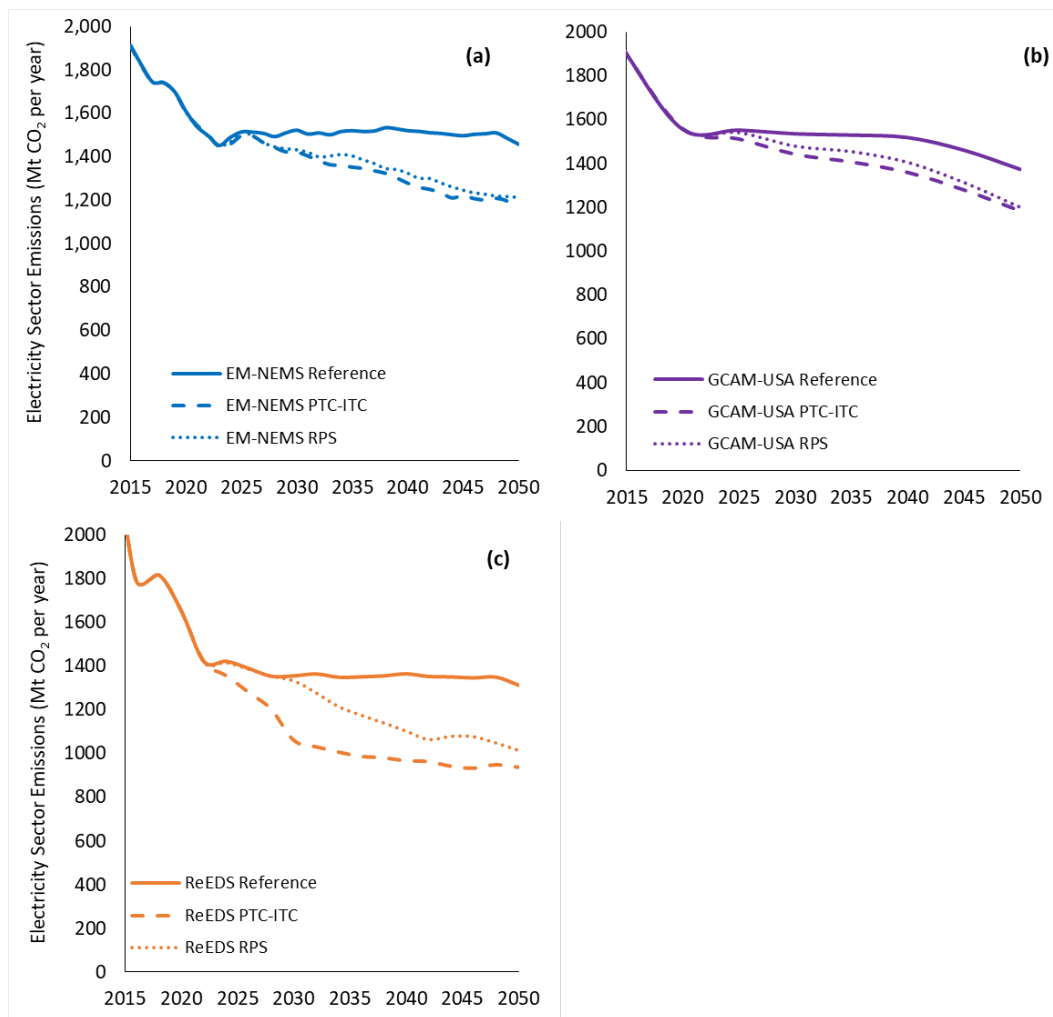 Electricity Sector Emissions (Mt CO₂ per year)
2,000
1,800
1,600
1,400
1,200
1,000
800
600
400
200
0
(a)
EM-NEMS Reference
EM-NEMS PTC-ITC
EM-NEMS RPS
2015 2020 2025 2030 2035 2040 2045 2050
2000
1800
1600
1400
1200
1000
800
600
400
200
0
(b)
GCAM-USA Reference
GCAM-USA PTC-ITC
GCAM-USA RPS
2015 2020 2025 2030 2035 2040 2045 2050
Electricity Sector Emissions (Mt CO₂ per year)
2000
1800
1600
1400
1200
1000
800
600
400
200
0
(c)
ReEDS Reference
ReEDS PTC-ITC
ReEDS RPS
2015 2020 2025 2030 2035 2040 2045 2050